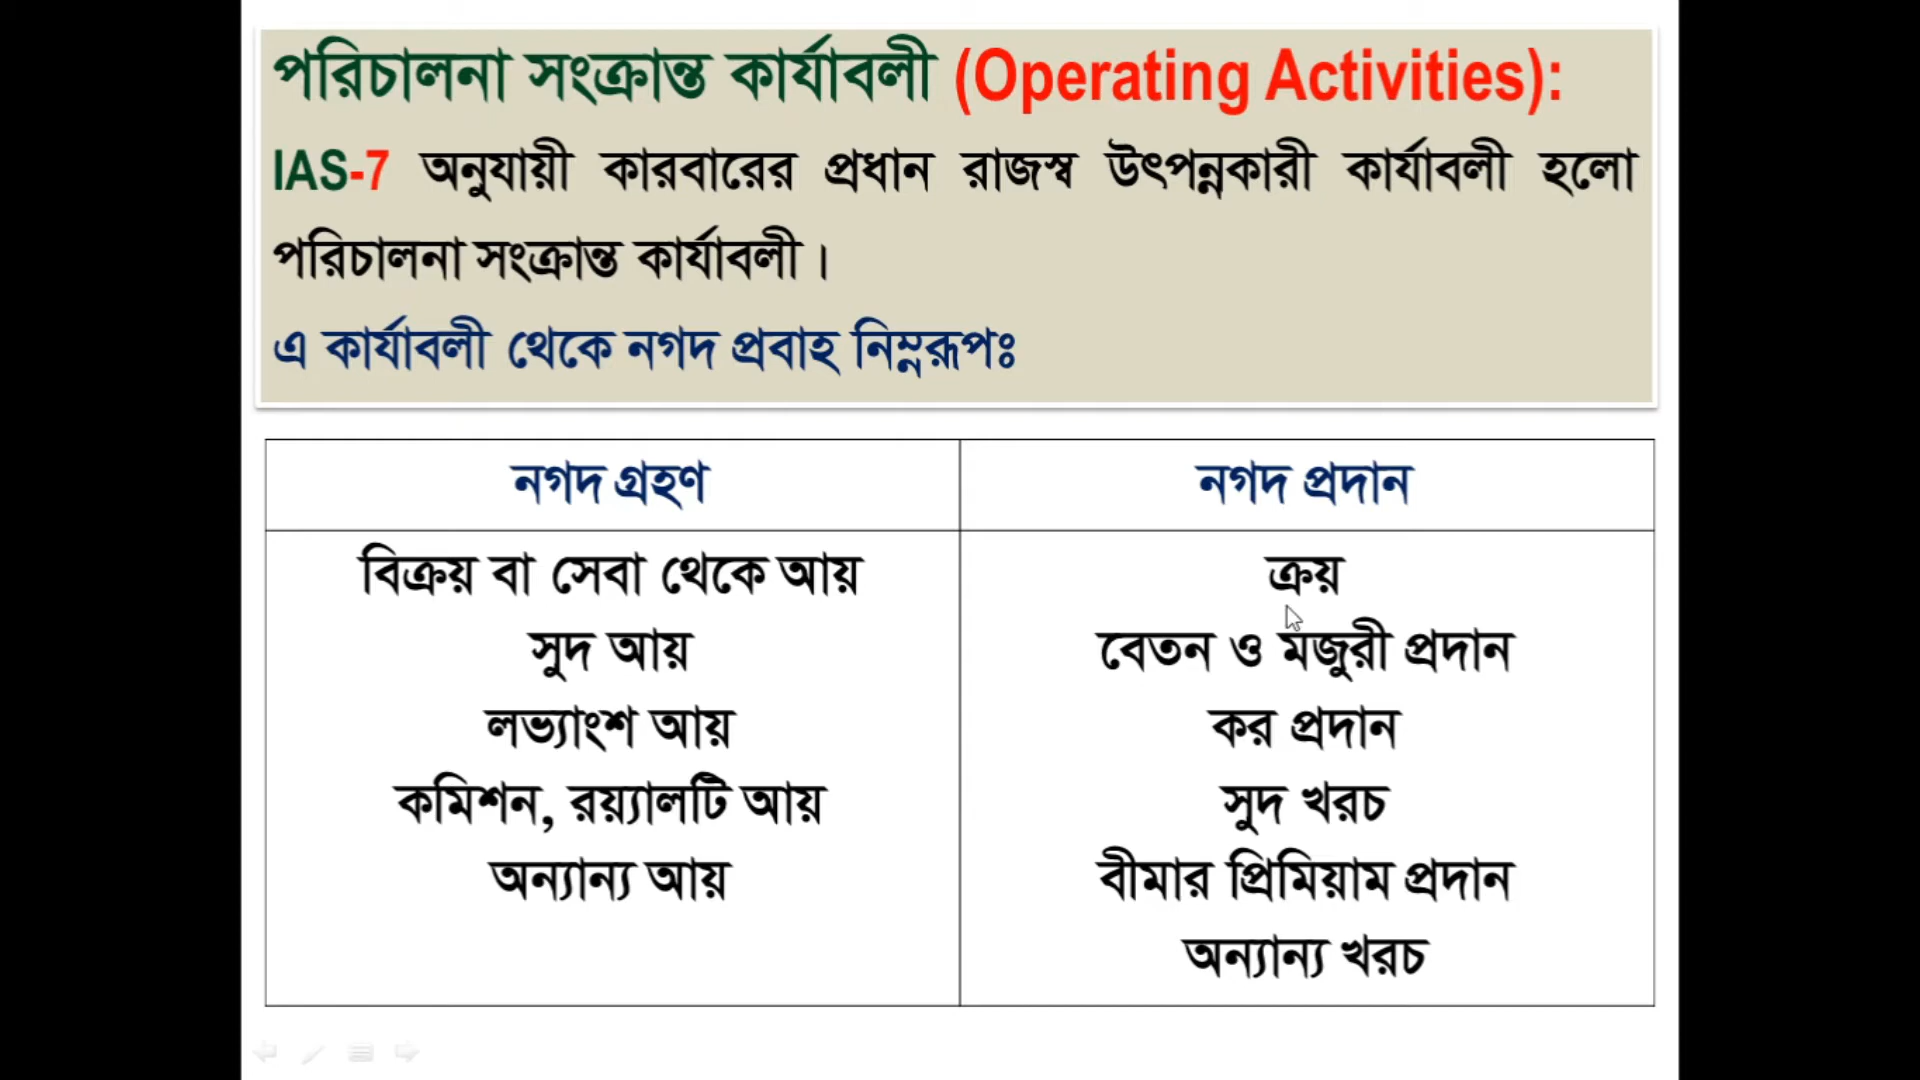 পরিচালনা সংক্রান্ত কার্যাবলী (Operating Activities):
IAS-7 অনুযায়ী কারবারের প্রধান রাজস্ব উৎপন্নকারী কার্যাবলী হলো
পরিচালনা সংক্রান্ত কার্যাবলী।
এ কার্যাবলী থেকে নগদ প্রবাহ নিম্নরূপঃ
নগদ গ্রহণ
বিক্রয় বা সেবা থেকে আয়
সুদ আয়
লভ্যাংশ আয়
কমিশন, রয়্যালটি আয়
অন্যান্য আয়
নগদ প্রদান
ক্রয়
বেতন ও মজুরী প্রদান
কর প্রদান
সুদ খরচ
বীমার প্রিমিয়াম প্রদান
অন্যান্য খরচ